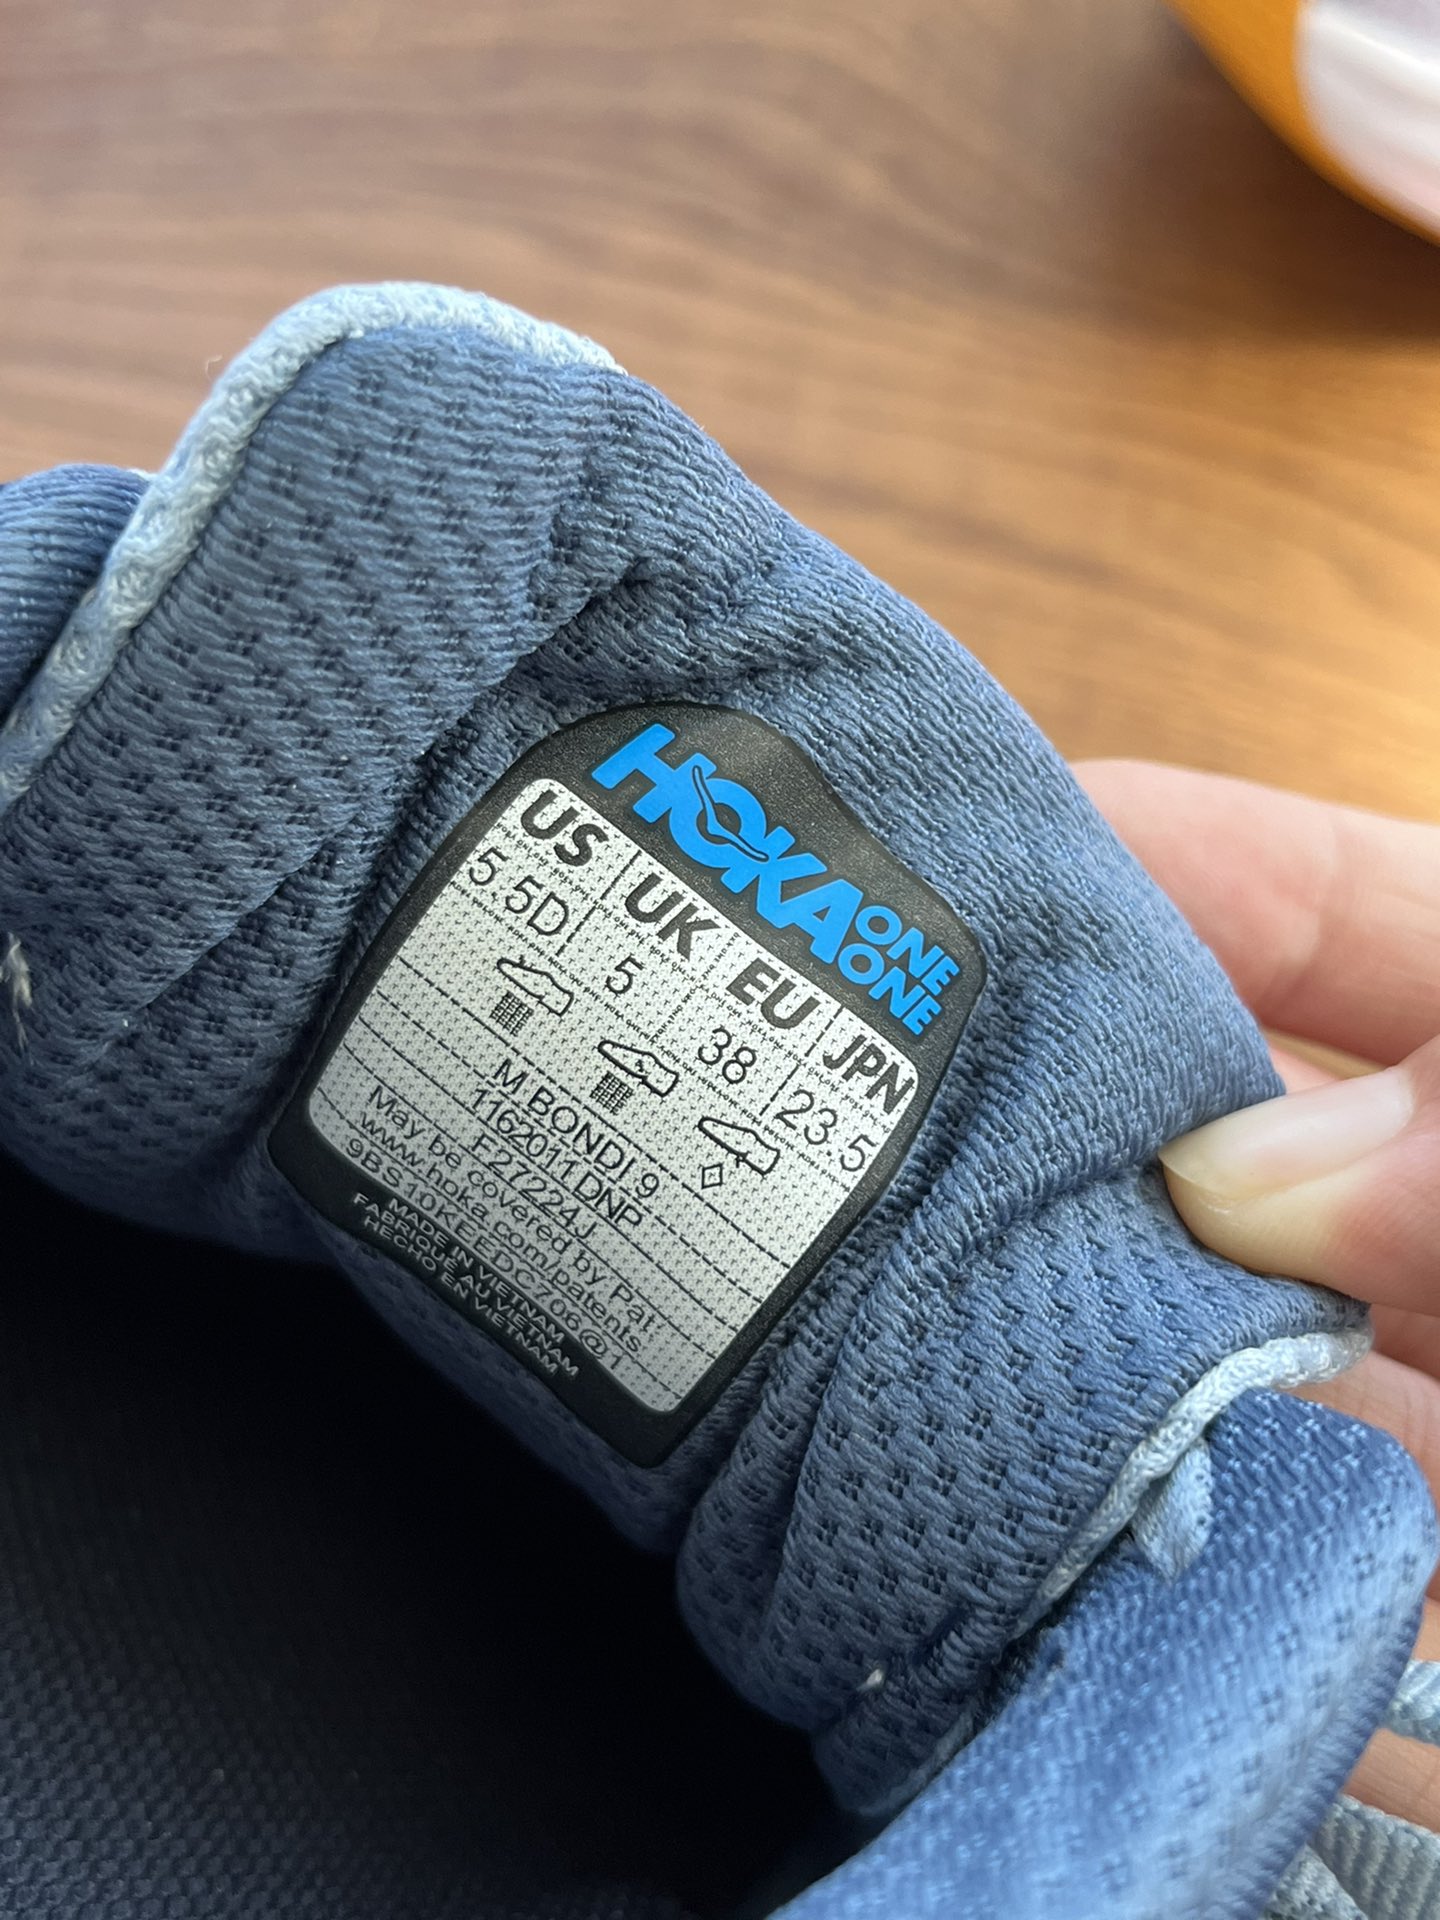 HOKA ONE ONE
US UK EU JPN
5.5D 5 38 23.5
M BONDI 9
1162011 DNP
F27224J
May be covered by Pat
www.hoka.com/patents
9BS10KEEDC706@1
MADE IN VIETNAM
FABRIQUÉ AU VIETNAM
HECHO EN VIETNAM